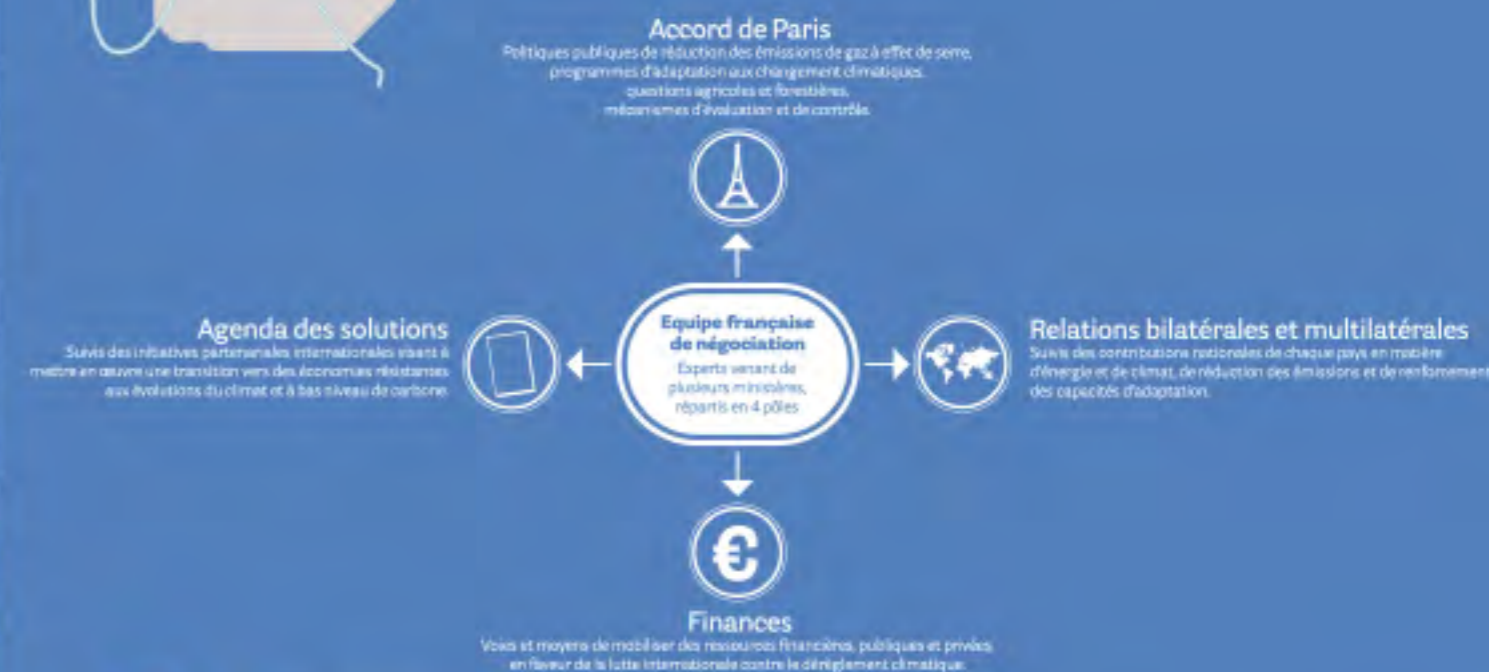 Accord de Paris
Politiques publiques de réduction des émissions de gaz à effet de serre,
programmes d'adaptation aux changement climatiques,
questions agricoles et forestières,
mécanismes d'évaluation et de contrôle.
Agenda des solutions
Suivis des initiatives partenariales internationales visant à
mettre en œuvre une transition vers des économies résistantes
aux évolutions du climat et à bas niveau de carbone.
Equipe française
de négociation
Experts venant de
plusieurs ministères,
répartis en 4 pôles
Relations bilatérales et multilatérales
Suivis des contributions nationales de chaque pays en matière
d'énergie et de climat, de réduction des émissions et de renforcement
des capacités d'adaptation.
€
Finances
Voies et moyens de mobiliser des ressources financières, publiques et privées,
en faveur de la lutte internationale contre le dérèglement climatique.